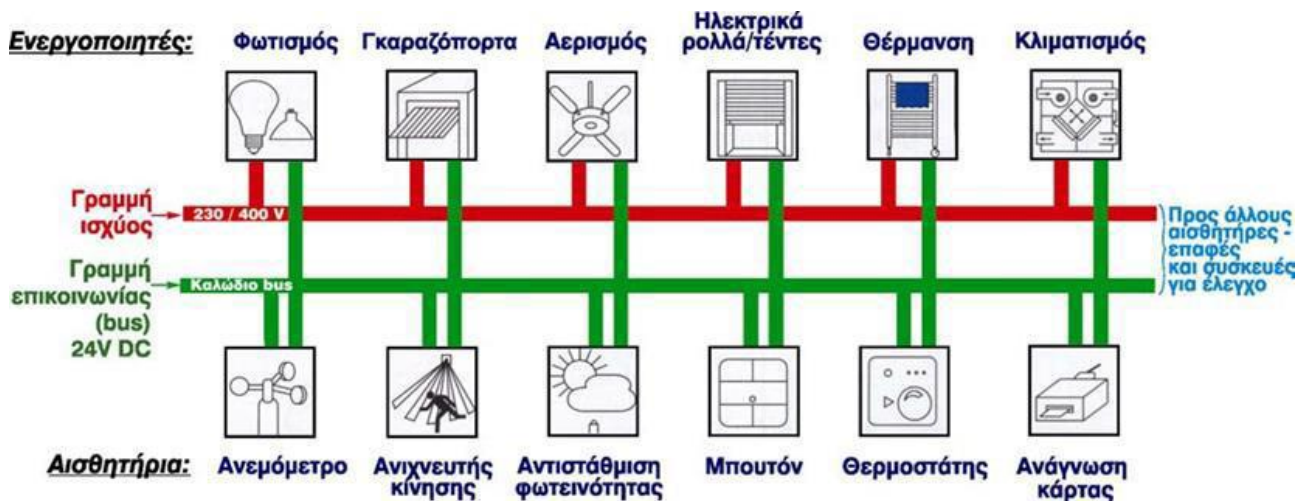 Ενεργοποιητές:
Φωτισμός
Γκαραζόπορτα
Αερισμός
Ηλεκτρικά
ρολλά/τέντες
Θέρμανση
Κλιματισμός
Γραμμή
ισχύος
230 / 400 V
Προς άλλους
αισθητήρες -
επαφές
και συσκευές
για έλεγχο
Γραμμή
επικοινωνίας
(bus)
24V DC
Καλώδιο bus
Αισθητήρια:
Ανεμόμετρο
Ανιχνευτής
κίνησης
Αντιστάθμιση
φωτεινότητας
Μπουτόν
Θερμοστάτης
Ανάγνωση
κάρτας